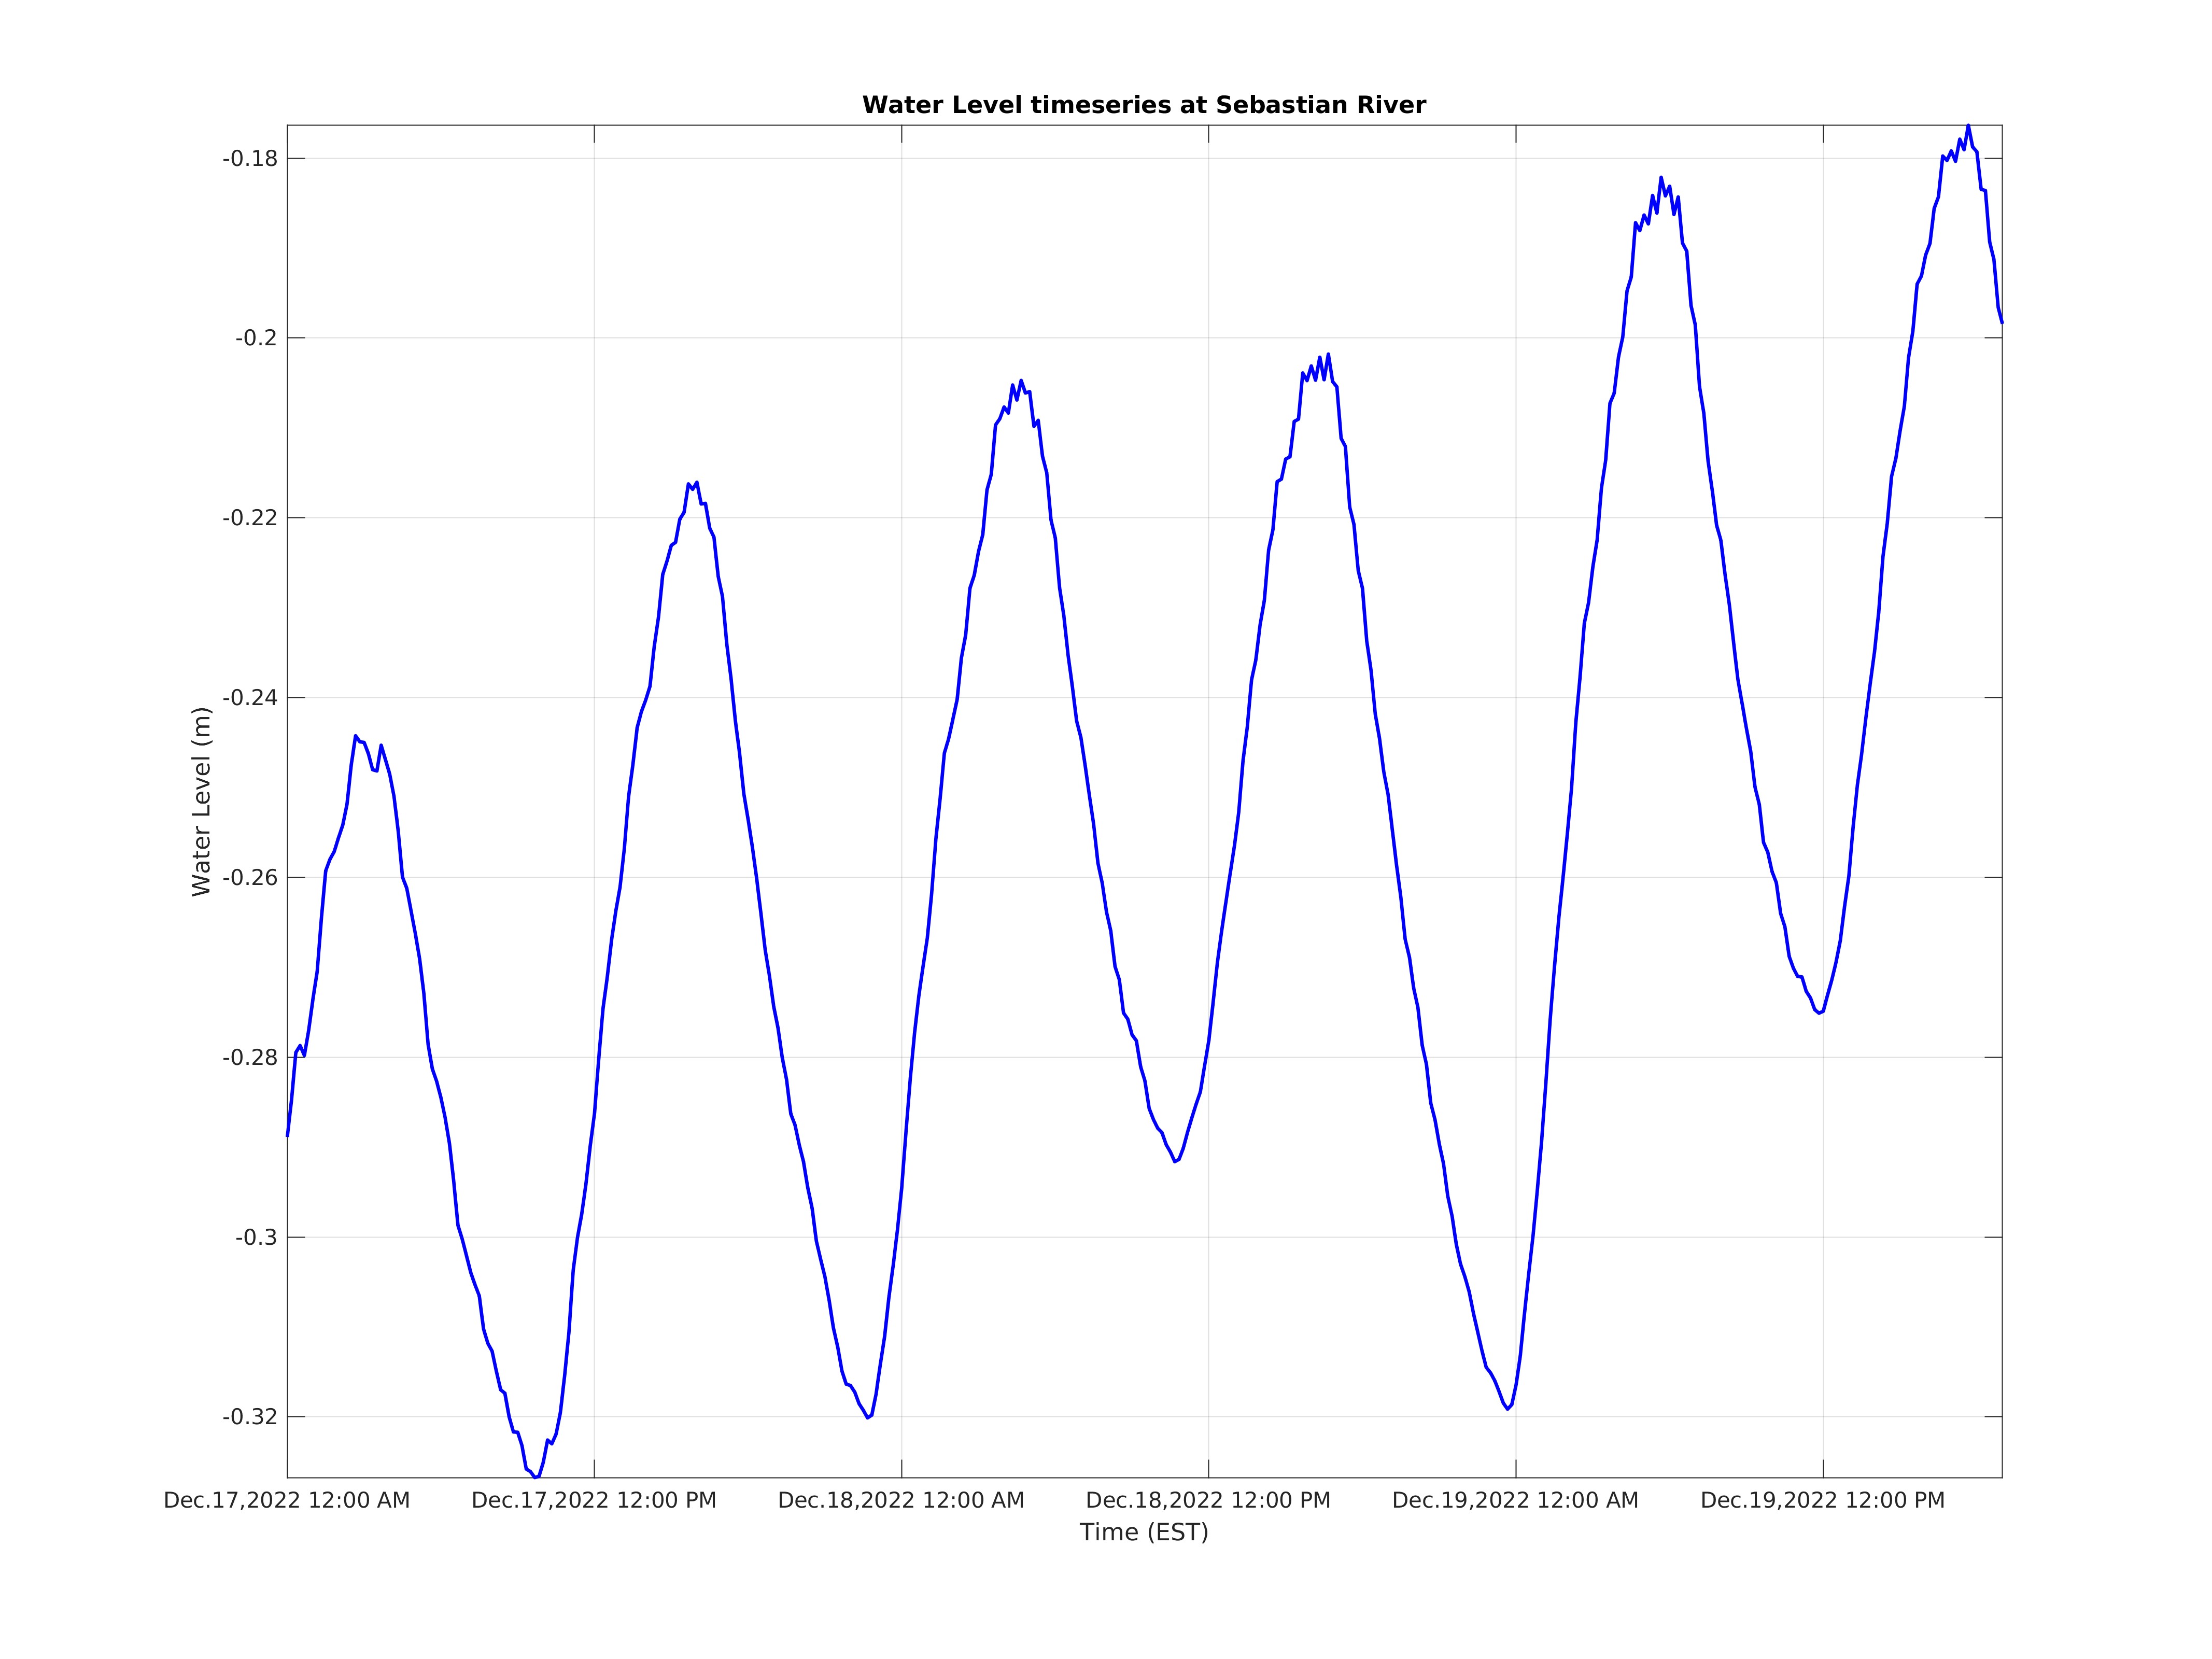 Water Level timeseries at Sebastian River
-0.18
-0.2
-0.22
-0.24
-0.26
-0.28
-0.3
-0.32
Water Level (m)
Dec.17,2022 12:00 AM
Dec.17,2022 12:00 PM
Dec.18,2022 12:00 AM
Dec.18,2022 12:00 PM
Dec.19,2022 12:00 AM
Dec.19,2022 12:00 PM
Time (EST)